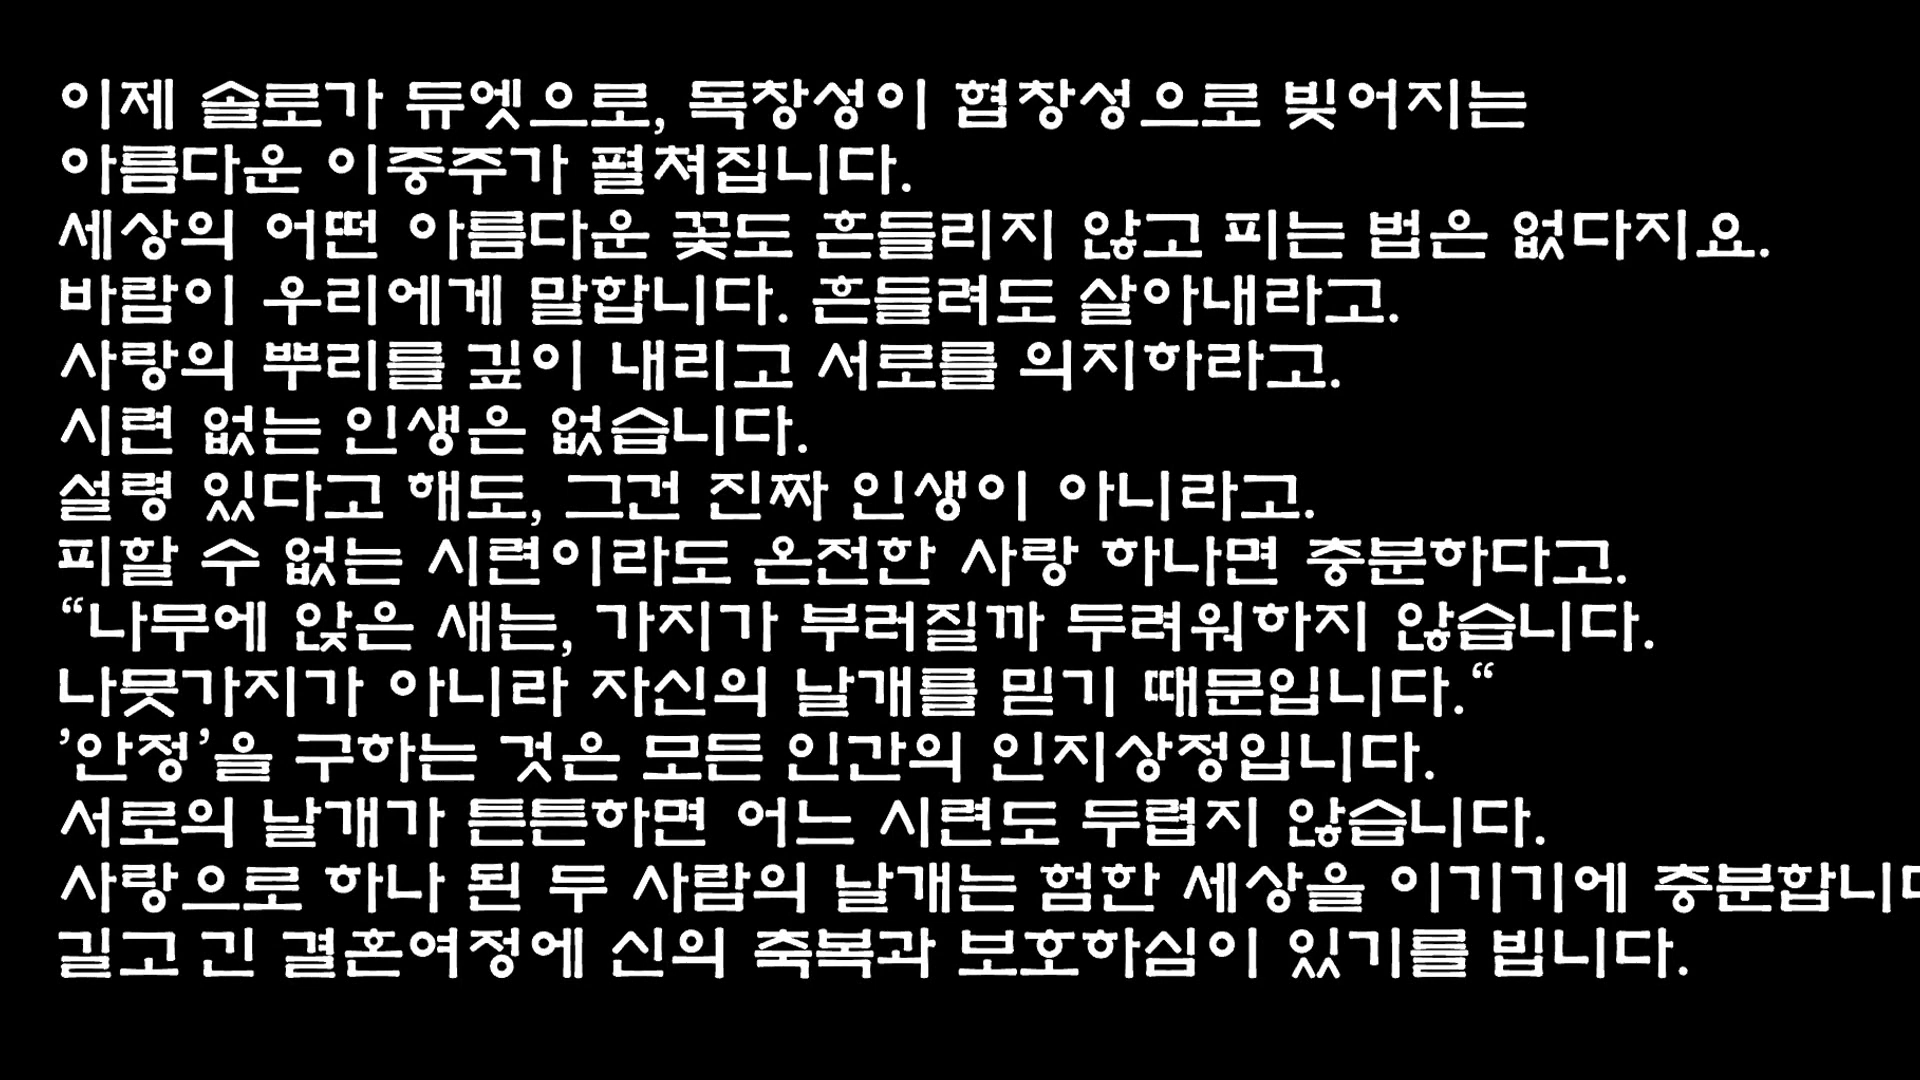 이제 솔로가 듀엣으로, 독창성이 협창성으로 빚어지는
아름다운 이중주가 펼쳐집니다.
세상의 어떤 아름다운 꽃도 흔들리지 않고 피는 법은 없다지요.
바람이 우리에게 말합니다. 흔들려도 살아내라고.
사랑의 뿌리를 깊이 내리고 서로를 의지하라고.
시련 없는 인생은 없습니다.
설령 있다고 해도, 그건 진짜 인생이 아니라고.
피할 수 없는 시련이라도 온전한 사랑 하나면 충분하다고.
“나무에 앉은 새는, 가지가 부러질까 두려워하지 않습니다.
나뭇가지가 아니라 자신의 날개를 믿기 때문입니다.“
’안정’을 구하는 것은 모든 인간의 인지상정입니다.
서로의 날개가 튼튼하면 어느 시련도 두렵지 않습니다.
사랑으로 하나 된 두 사람의 날개는 험한 세상을 이기기에 충분합니다
길고 긴 결혼여정에 신의 축복과 보호하심이 있기를 빕니다.